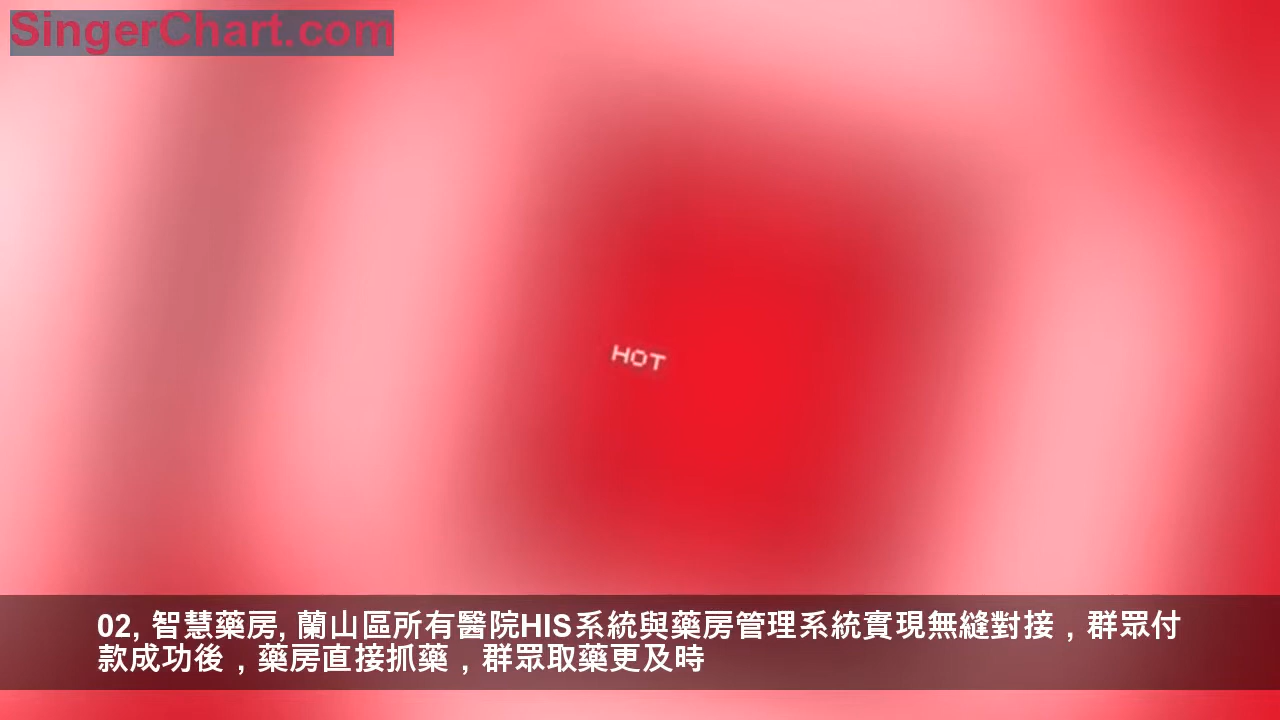 SingerChart.com
HOT
02, 智慧藥房, 蘭山區所有醫院HIS系統與藥房管理系統實現無縫對接，群眾付
款成功後，藥房直接抓藥，群眾取藥更及時